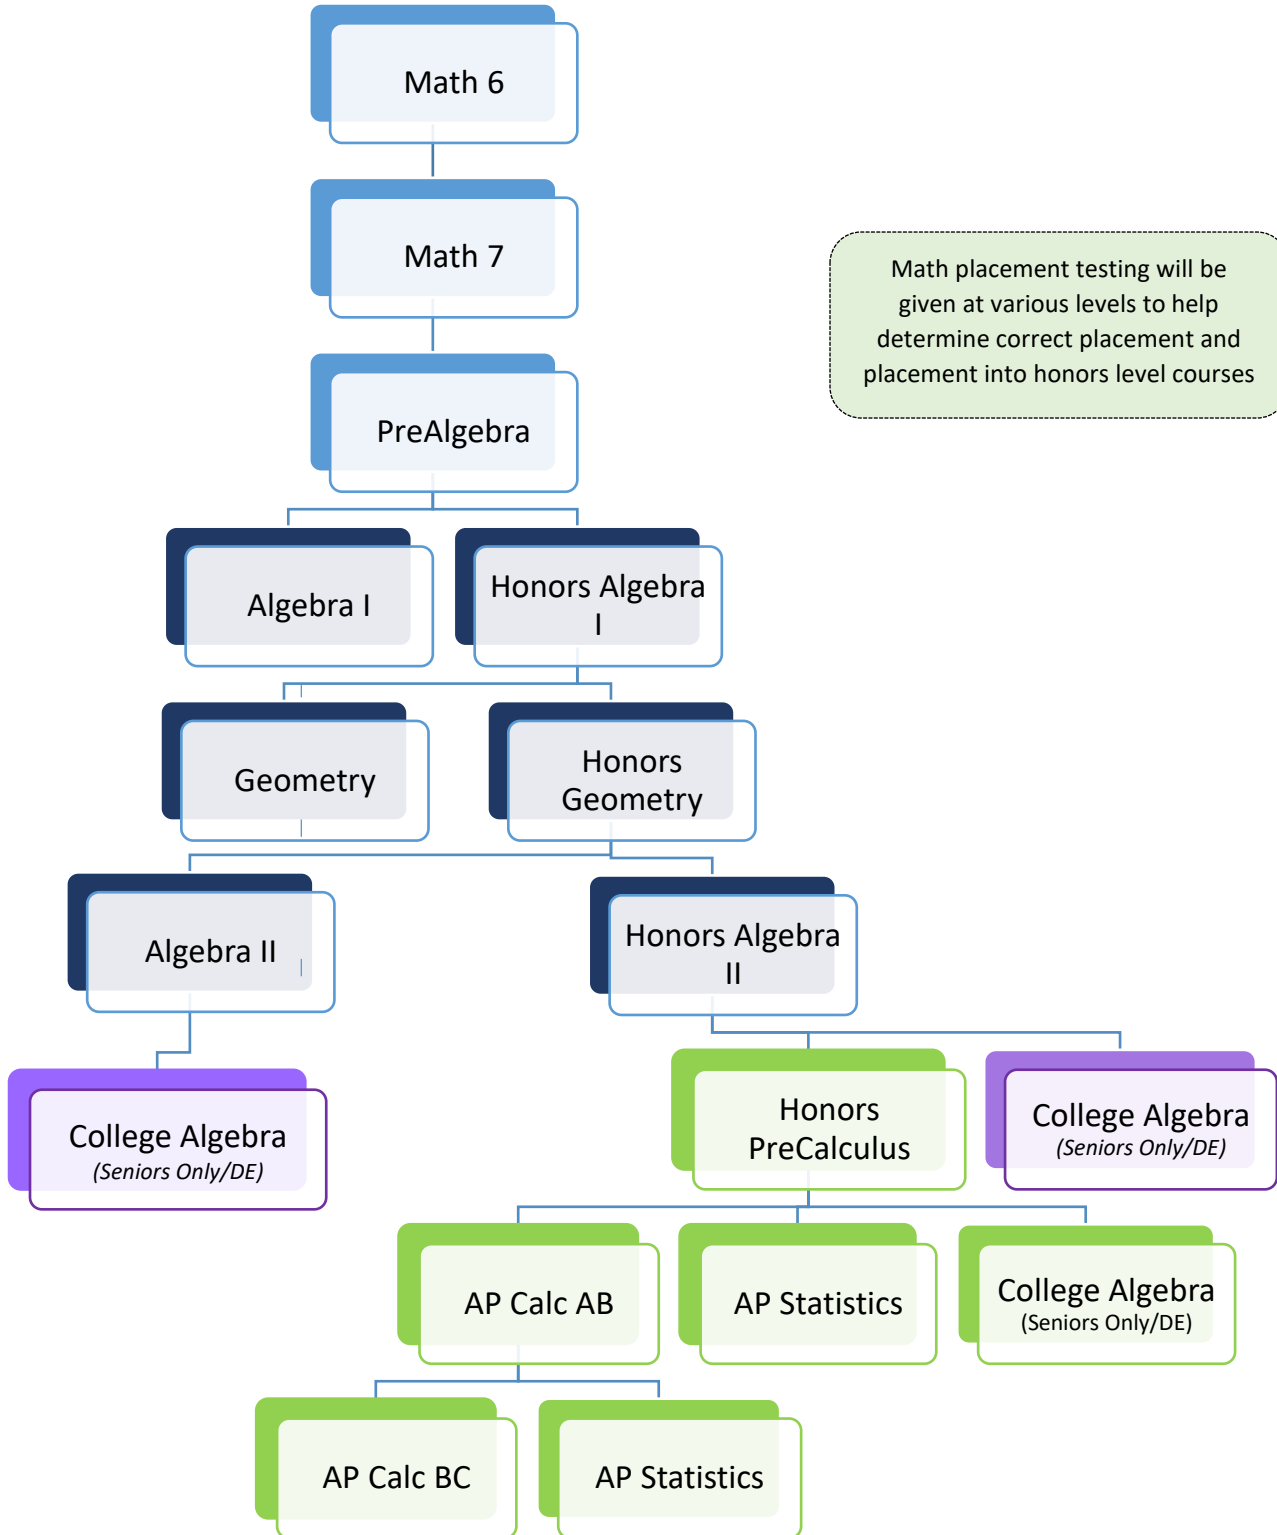 Math 6
Math 7
Math placement testing will be
given at various levels to help
determine correct placement and
placement into honors level courses
PreAlgebra
Algebra I
Honors Algebra
I
Geometry
Honors
Geometry
Algebra II
Honors Algebra
II
College Algebra
(Seniors Only/DE)
Honors
PreCalculus
College Algebra
(Seniors Only/DE)
AP Calc AB
AP Statistics
College Algebra
(Seniors Only/DE)
AP Calc BC
AP Statistics